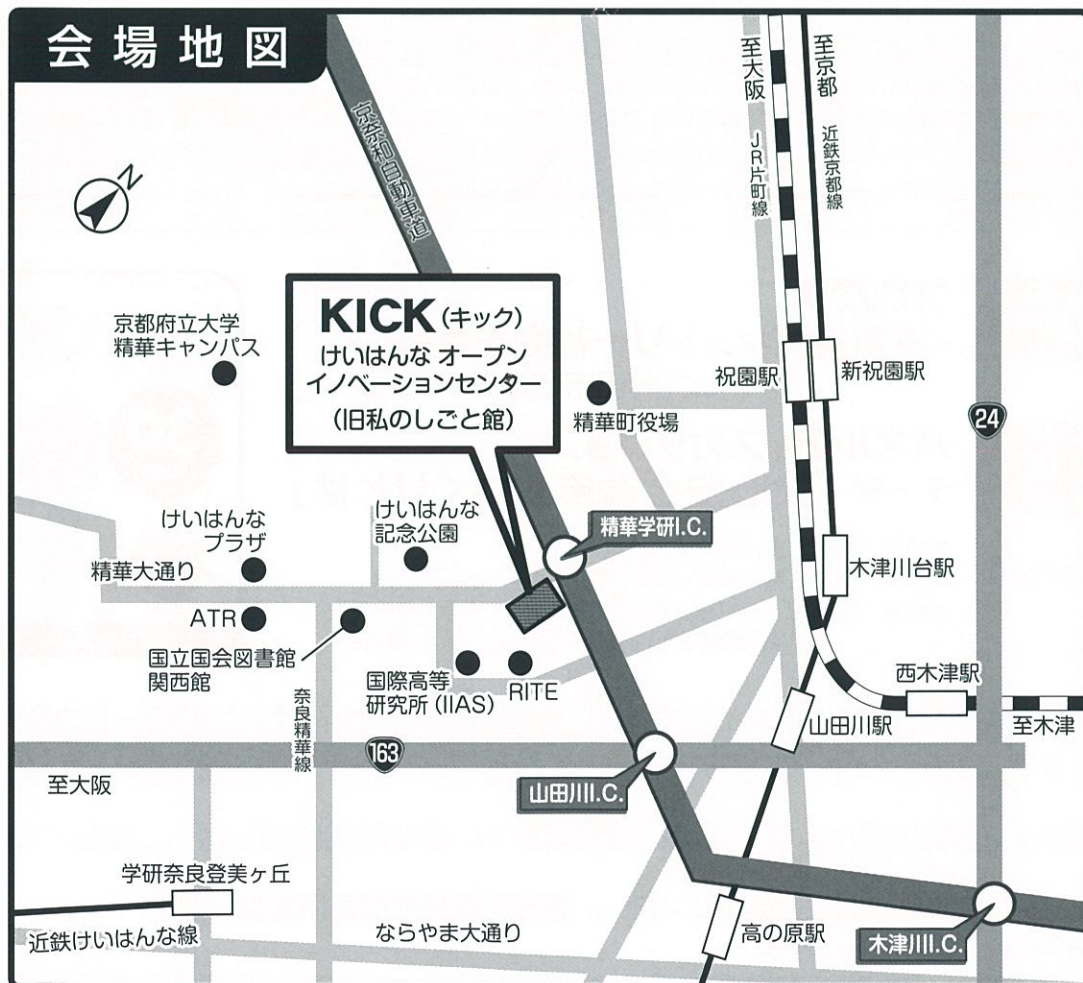 会場地図
N
京奈和自動車道
至大阪
JR片町線
至京都
近鉄京都線
KICK(キック)
けいはんな オープン
イノベーションセンター
(旧私のしごと館)
京都府立大学
精華キャンパス
精華町役場
祝園駅
新祝園駅
24
けいはんな
プラザ
けいはんな
記念公園
精華学研I.C.
精華大通り
木津川台駅
ATR
国立国会図書館
関西館
国際高等
研究所(IIAS)
RITE
西木津駅
奈良精華線
163
山田川駅
至木津
至大阪
山田川I.C.
学研奈良登美ヶ丘
近鉄けいはんな線
ならやま大通り
高の原駅
木津川I.C.